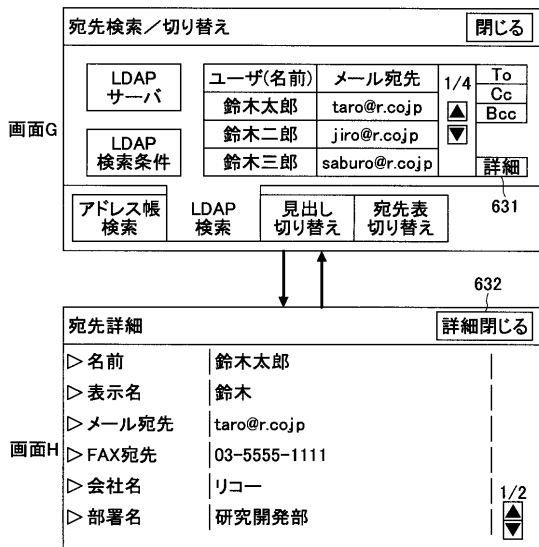 宛先検索／切り替え 閉じる
LDAP
サーバ
ユーザ(名前) メール宛先 1/4 To
Cc
Bcc
鈴木太郎 taro@r.cojp
画面G
LDAP
検索条件
鈴木二郎 jiro@r.cojp
鈴木三郎 saburo@r.cojp 詳細
631
アドレス帳
検索
LDAP
検索
見出し
切り替え
宛先表
切り替え
632
宛先詳細 詳細閉じる
▷名前 鈴木太郎
▷表示名 鈴木
▷メール宛先 taro@r.cojp
画面H
▷FAX宛先 03-5555-1111
▷会社名 リコー
1/2
▷部署名 研究開発部